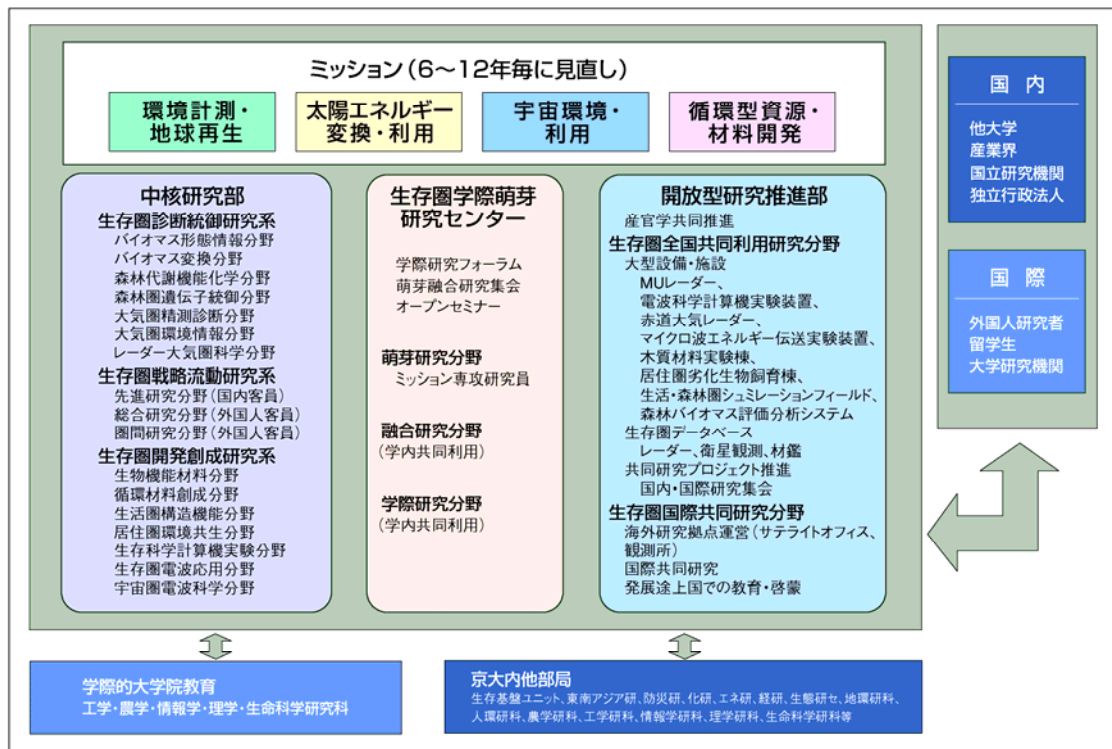 ミッション(6〜12年毎に見直し)
環境計測・
地球再生
太陽エネルギー
変換・利用
宇宙環境・
利用
循環型資源・
材料開発
中核研究部
生存圏診断統御研究系
バイオマス形態情報分野
バイオマス変換分野
森林代謝機能化学分野
森林圏遺伝子統御分野
大気圏精測診断分野
大気圏環境情報分野
レーダー大気圏科学分野
生存圏戦略流動研究系
先進研究分野(国内客員)
総合研究分野(外国人客員)
圏間研究分野(外国人客員)
生存圏開発創成研究系
生物機能材料分野
循環材料創成分野
生活圏構造機能分野
居住圏環境共生分野
生存科学計算機実験分野
生存圏電波応用分野
宇宙圏電波科学分野
生存圏学際萌芽
研究センター
学際研究フォーラム
萌芽融合研究集会
オープンセミナー
萌芽研究分野
ミッション専攻研究員
融合研究分野
(学内共同利用)
学際研究分野
(学内共同利用)
開放型研究推進部
産官学共同推進
生存圏全国共同利用研究分野
大型設備・施設
MUレーダー、
電波科学計算機実験装置、
赤道大気レーダー、
マイクロ波エネルギー伝送実験装置、
木質材料実験棟、
居住圏劣化生物飼育棟、
生活・森林圏シュミレーションフィールド、
森林バイオマス評価分析システム
生存圏データベース
レーダー、衛星観測、材鑑
共同研究プロジェクト推進
国内・国際研究集会
生存圏国際共同研究分野
海外研究拠点運営(サテライトオフィス、
観測所)
国際共同研究
発展途上国での教育・啓蒙
国内
他大学
産業界
国立研究機関
独立行政法人
国際
外国人研究者
留学生
大学研究機関
学際的大学院教育
工学・農学・情報学・理学・生命科学研究科
京大内他部局
生存基盤ユニット、東南アジア研、防災研、化研、エネ研、経研、生態研セ、地環研科、
人環研科、農学研科、工学研科、情報学研科、理学研科、生命科学研科等